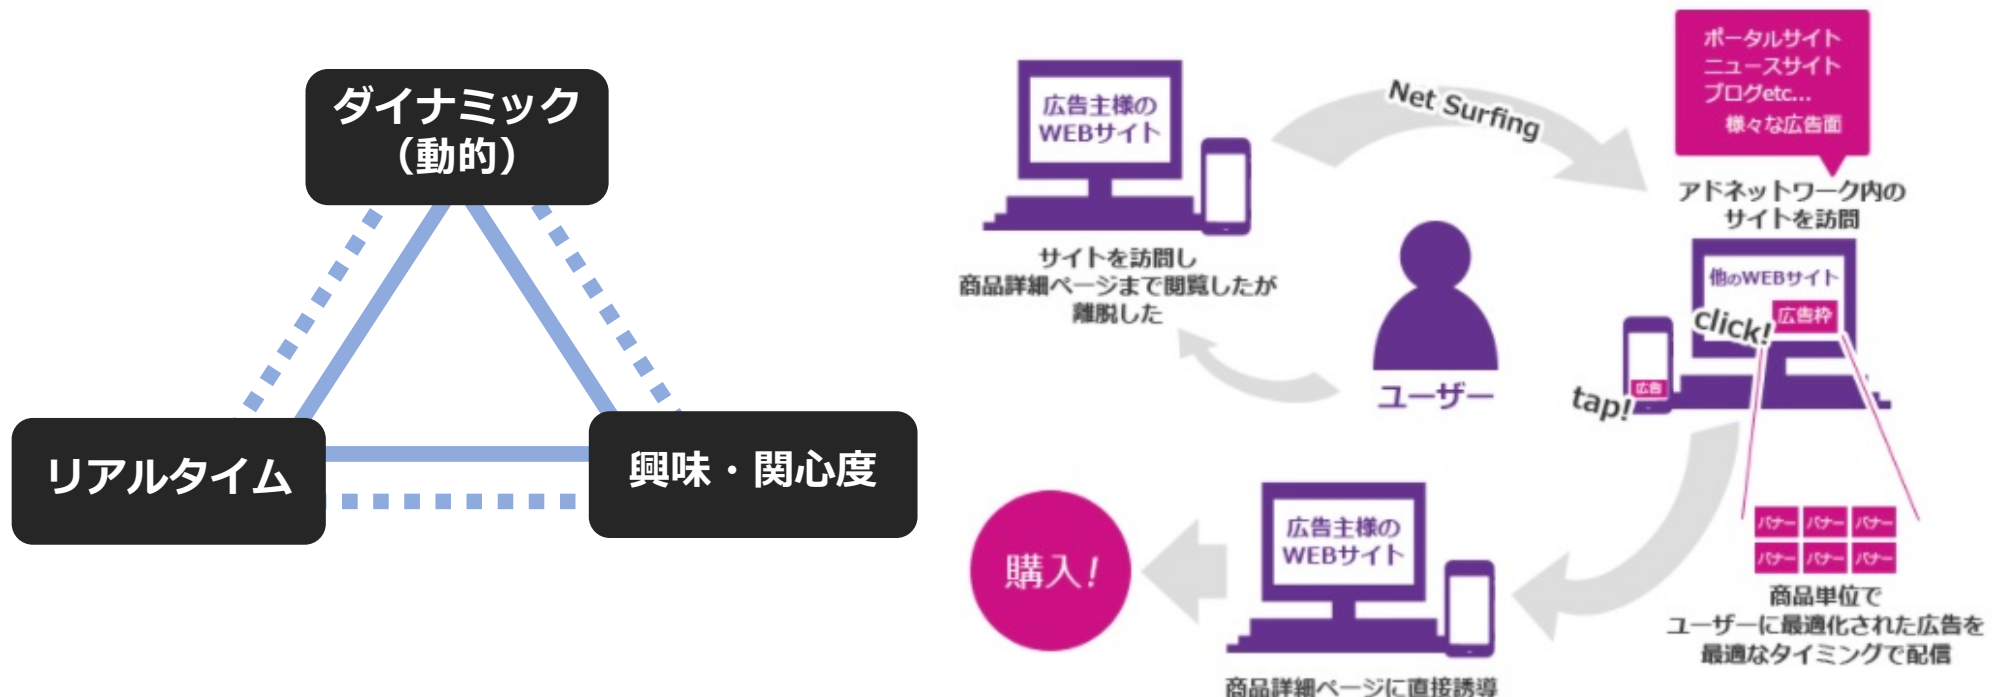 ダイナミック
（動的）
リアルタイム
興味・関心度
広告主様の
WEBサイト
サイトを訪問し
商品詳細ページまで閲覧したが
離脱した
Net Surfing
ポータルサイト
ニュースサイト
ブログetc...
様々な広告面
アドネットワーク内の
サイトを訪問
他のWEBサイト
広告枠
click!
広告
tap!
ユーザー
バナー バナー バナー
バナー バナー バナー
商品単位で
ユーザーに最適化された広告を
最適なタイミングで配信
広告主様の
WEBサイト
商品詳細ページに直接誘導
購入!